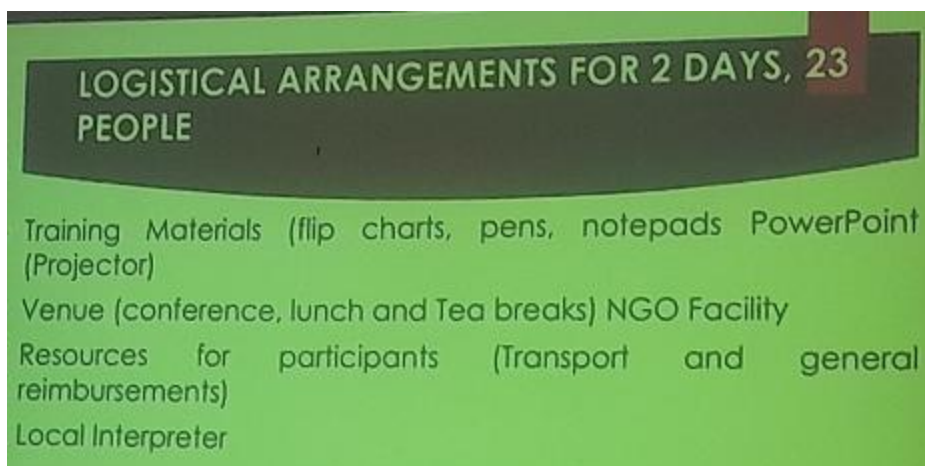 LOGISTICAL ARRANGEMENTS FOR 2 DAYS, 23
PEOPLE
Training Materials (flip charts, pens, notepads PowerPoint
(Projector)
Venue (conference, lunch and Tea breaks) NGO Facility
Resources for participants (Transport and general
reimbursements)
Local Interpreter